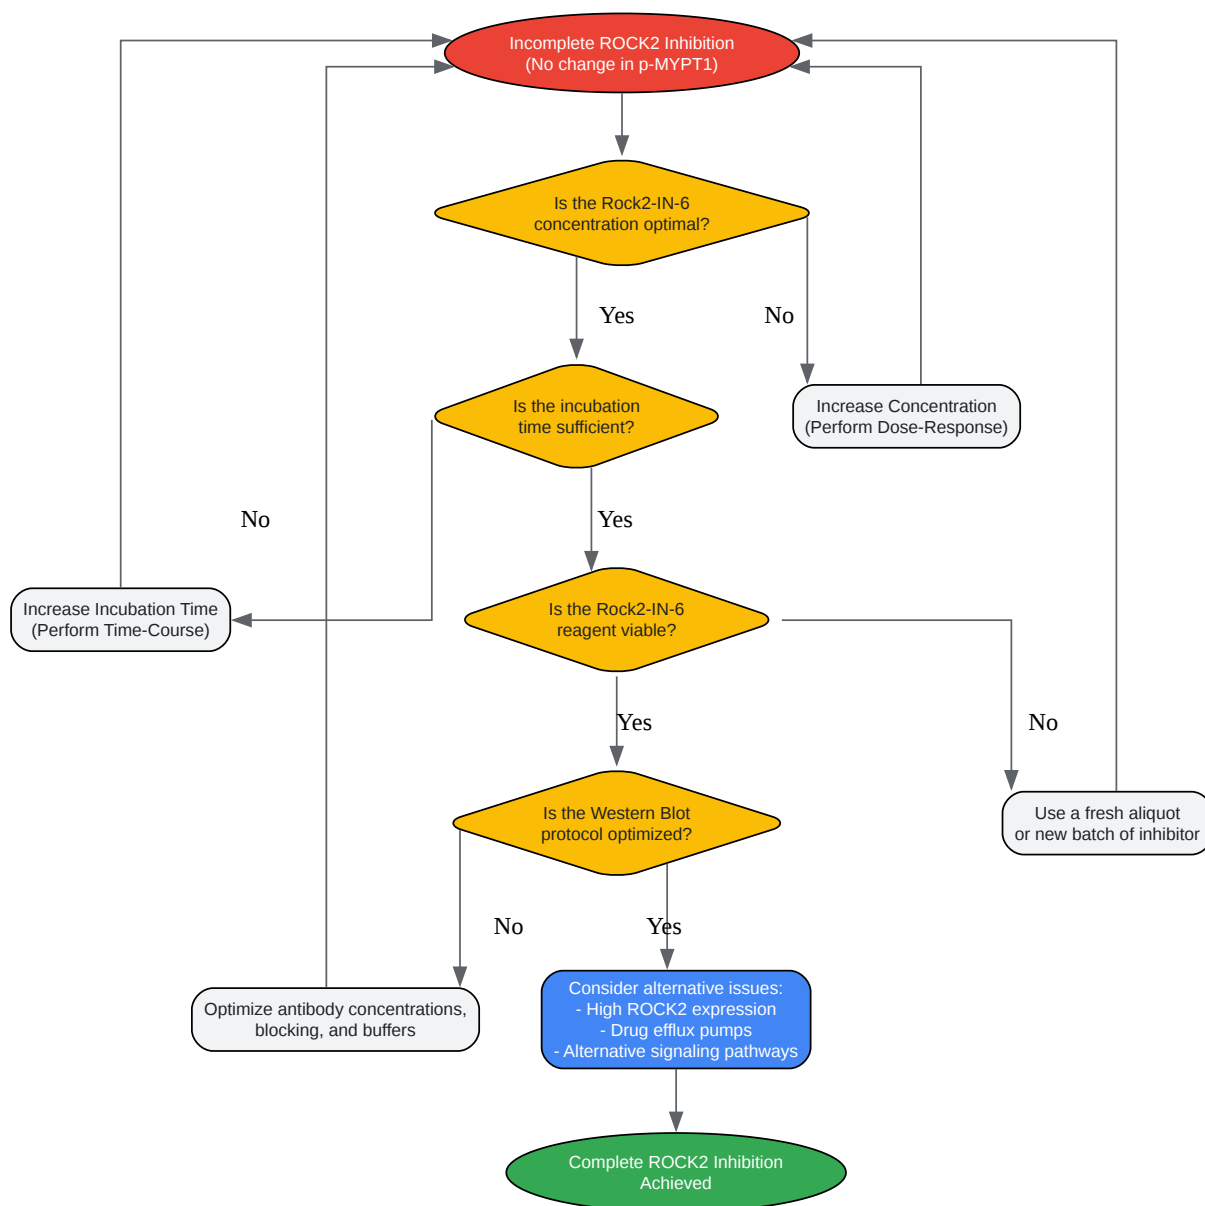 Incomplete ROCK2 Inhibition
(No change in p-MYPT1)
Is the Rock2-IN-6
concentration optimal?
Yes
No
Is the incubation
time sufficient?
Increase Concentration
(Perform Dose-Response)
No
Yes
Increase Incubation Time
(Perform Time-Course)
Is the Rock2-IN-6
reagent viable?
Yes
No
Is the Western Blot
protocol optimized?
Use a fresh aliquot
or new batch of inhibitor
No
Yes
Optimize antibody concentrations,
blocking, and buffers
Consider alternative issues:
- High ROCK2 expression
- Drug efflux pumps
- Alternative signaling pathways
Complete ROCK2 Inhibition
Achieved